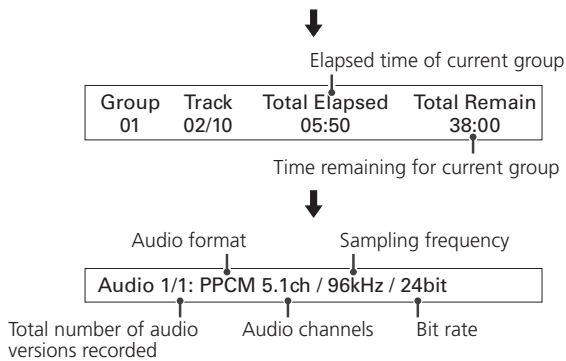 Elapsed time of current group
Group Track Total Elapsed Total Remain
01 02/10 05:50 38:00
Time remaining for current group
Audio format Sampling frequency
Audio 1/1: PPCM 5.1ch / 96kHz / 24bit
Total number of audio versions recorded
Audio channels Bit rate